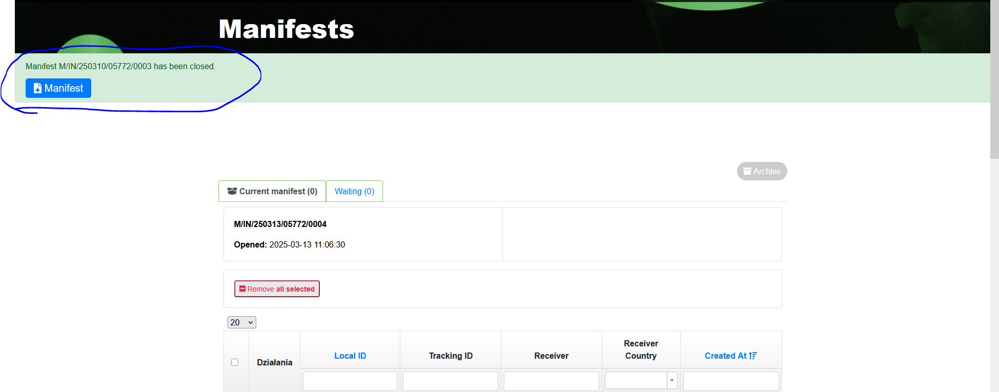 Manifests
Manifest M/IN/250310/05772/0003 has been closed.
Manifest
Archive
Current manifest (0)
Waiting (0)
M/IN/250313/05772/0004
Opened: 2025-03-13 11:06:30
Remove all selected
20
Działania
Local ID
Tracking ID
Receiver
Receiver
Country
Created At